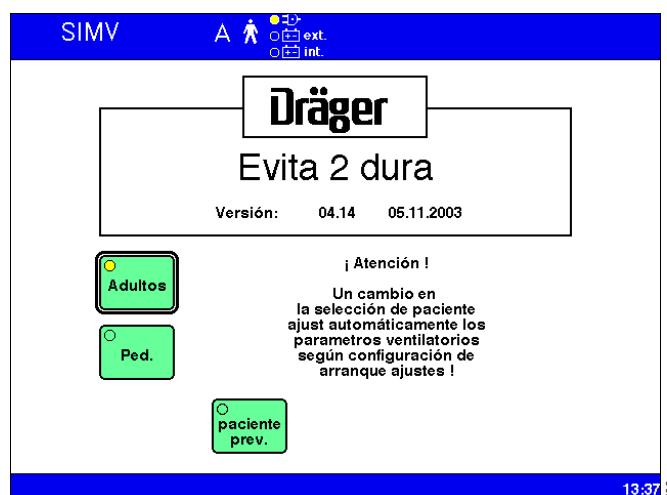 SIMV A
ext.
int.
Dräger
Evita 2 dura
Versión: 04.14 05.11.2003
Adultos
¡ Atención !
Un cambio en
la selección de paciente
ajust automáticamente los
parametros ventilatorios
según configuración de
arranque ajustes !
Ped.
paciente
prev.
13:37